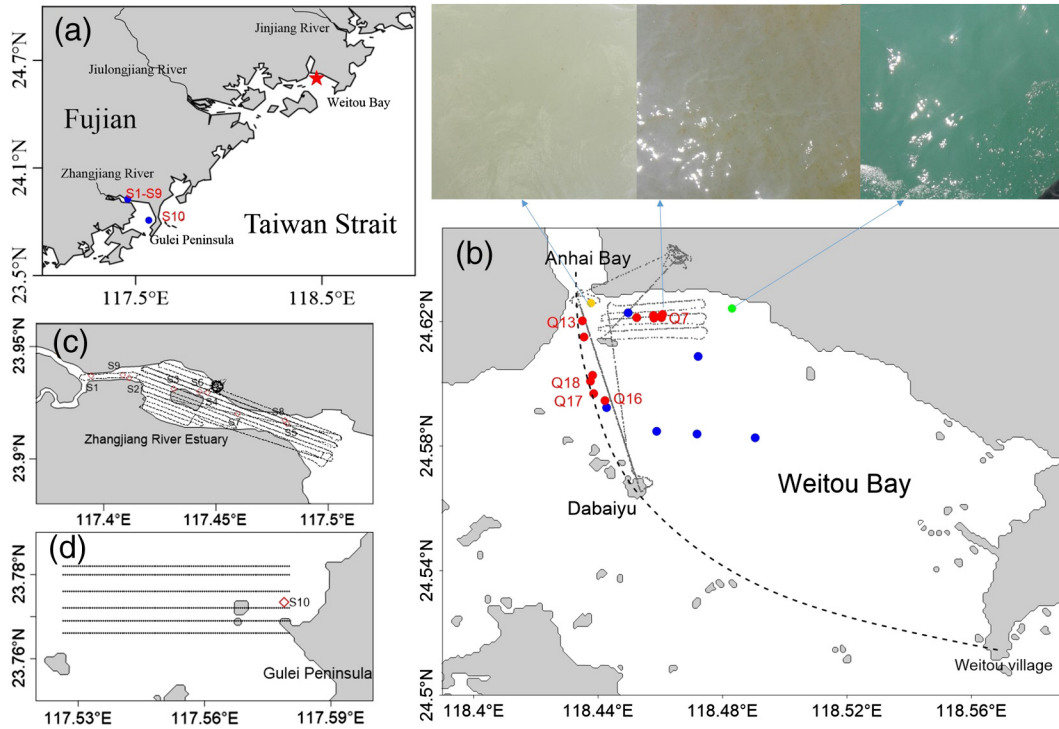 (a)
Jinjiang River
24.7°N
Jiulongjiang River
Weitou Bay
Fujian
24.1°N
Zhangjiang River
S1-S9
S10
Gulei Peninsula
Taiwan Strait
23.5°N
117.5°E
118.5°E
(b)
Anhai Bay
24.62°N
Q13
Q7
Q18
Q17
Q16
24.58°N
Weitou Bay
Dabaiyu
24.54°N
Weitou village
24.5°N
118.4°E
118.44°E
118.48°E
118.52°E
118.56°E
(c)
23.95°N
S9
S1
S2
S3
S6
S4
S8
S5
Zhangjiang River Estuary
23.9°N
117.4°E
117.45°E
117.5°E
(d)
23.78°N
S10
23.76°N
Gulei Peninsula
117.53°E
117.56°E
117.59°E